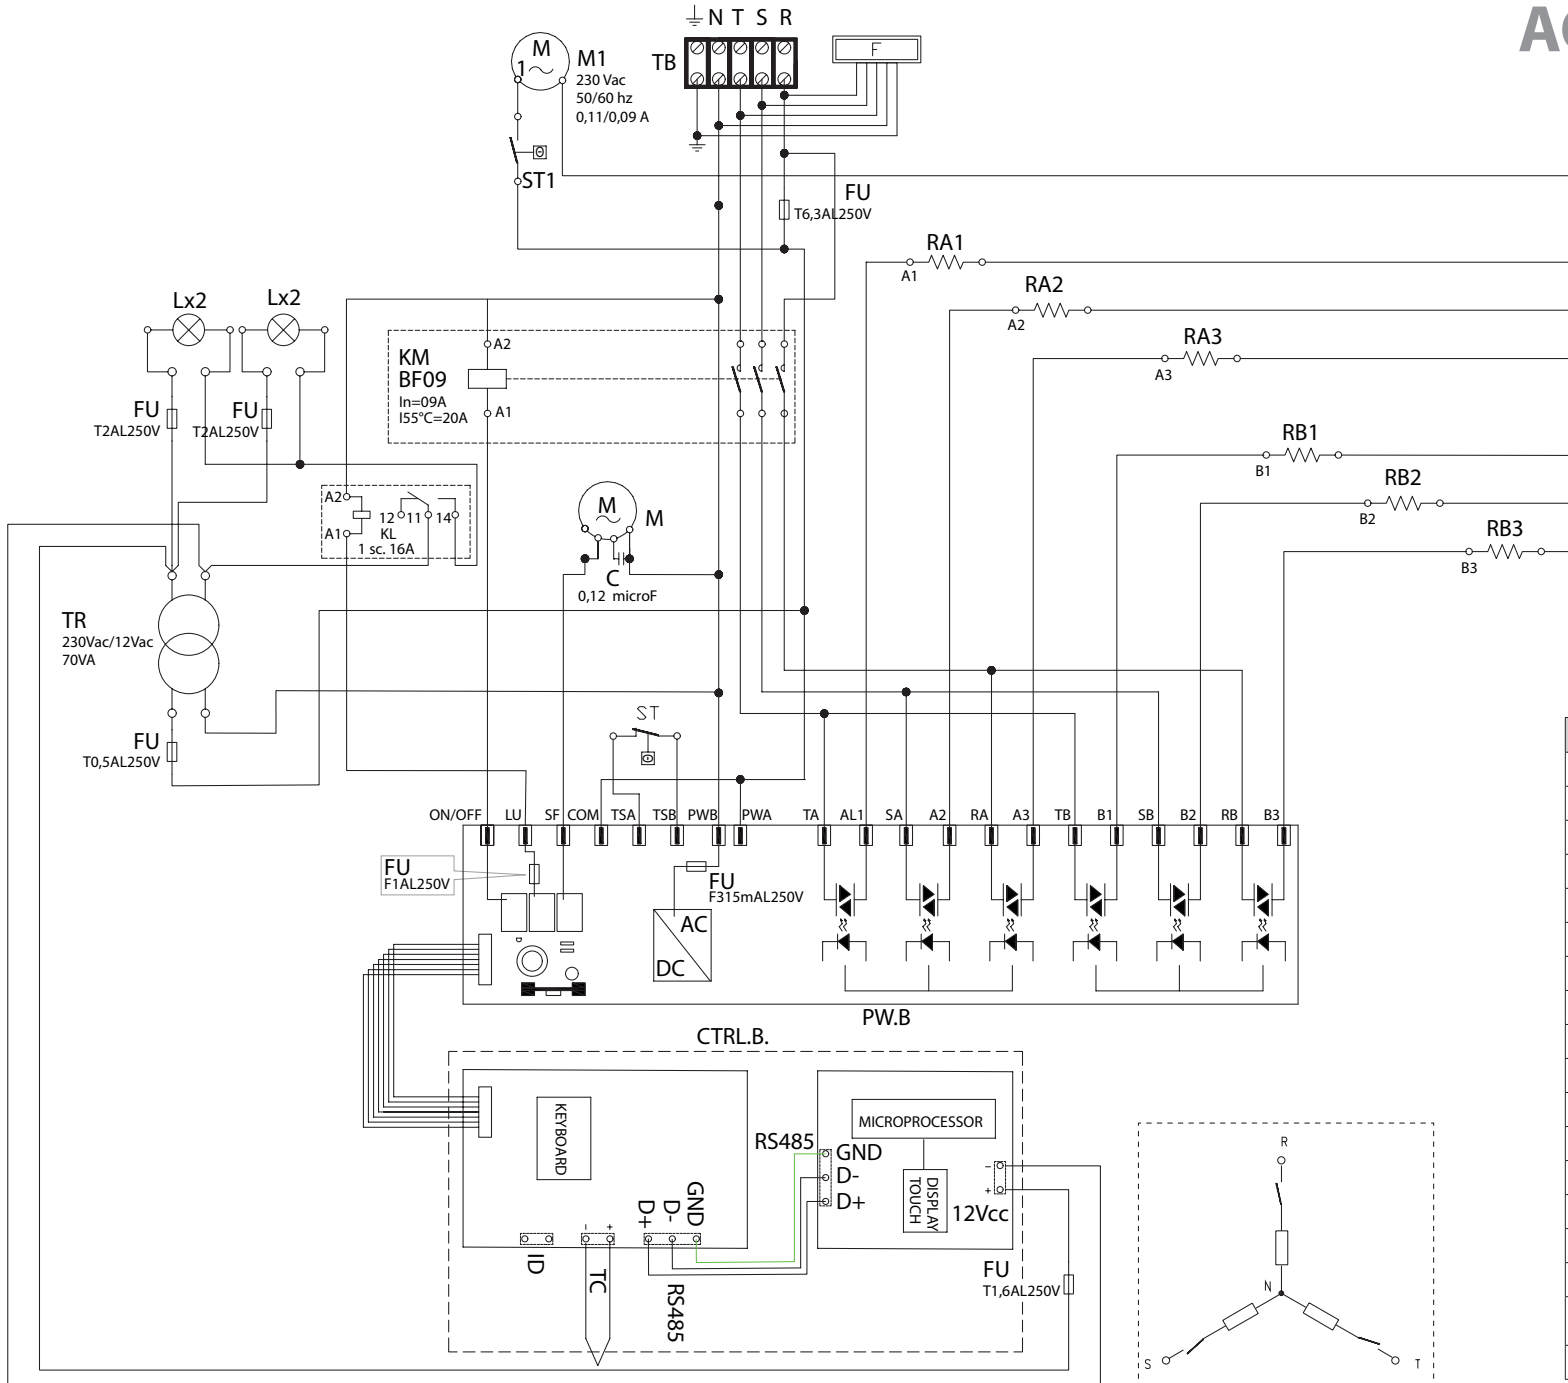 AC
N T S R
TB
F
M
1
M1
230 Vac
50/60 hz
0,11/0,09 A
ST1
FU
T6,3AL250V
RA1
A1
RA2
A2
RA3
A3
RB1
B1
RB2
B2
RB3
B3
Lx2
Lx2
FU
T2AL250V
FU
T2AL250V
KM
BF09
In=09A
I55°C=20A
A2
A1
A2
A1
12
11
14
KL
1 sc. 16A
M
M
C
0,12 microF
TR
230Vac/12Vac
70VA
FU
T0,5AL250V
ST
ON/OFF LU SF COM TSA TSB PWB PWA TA AL1 SA A2 RA A3 TB B1 SB B2 RB B3
FU
F1AL250V
FU
F315mAL250V
AC
DC
PW.B
CTRL.B.
KEYBOARD
MICROPROCESSOR
DISPLAY
TOUCH
RS485
GND
D-
D+
-
+
12Vcc
D+
D-
GND
ID
- +
TC
RS485
FU
T1,6AL250V
R
N
S
T